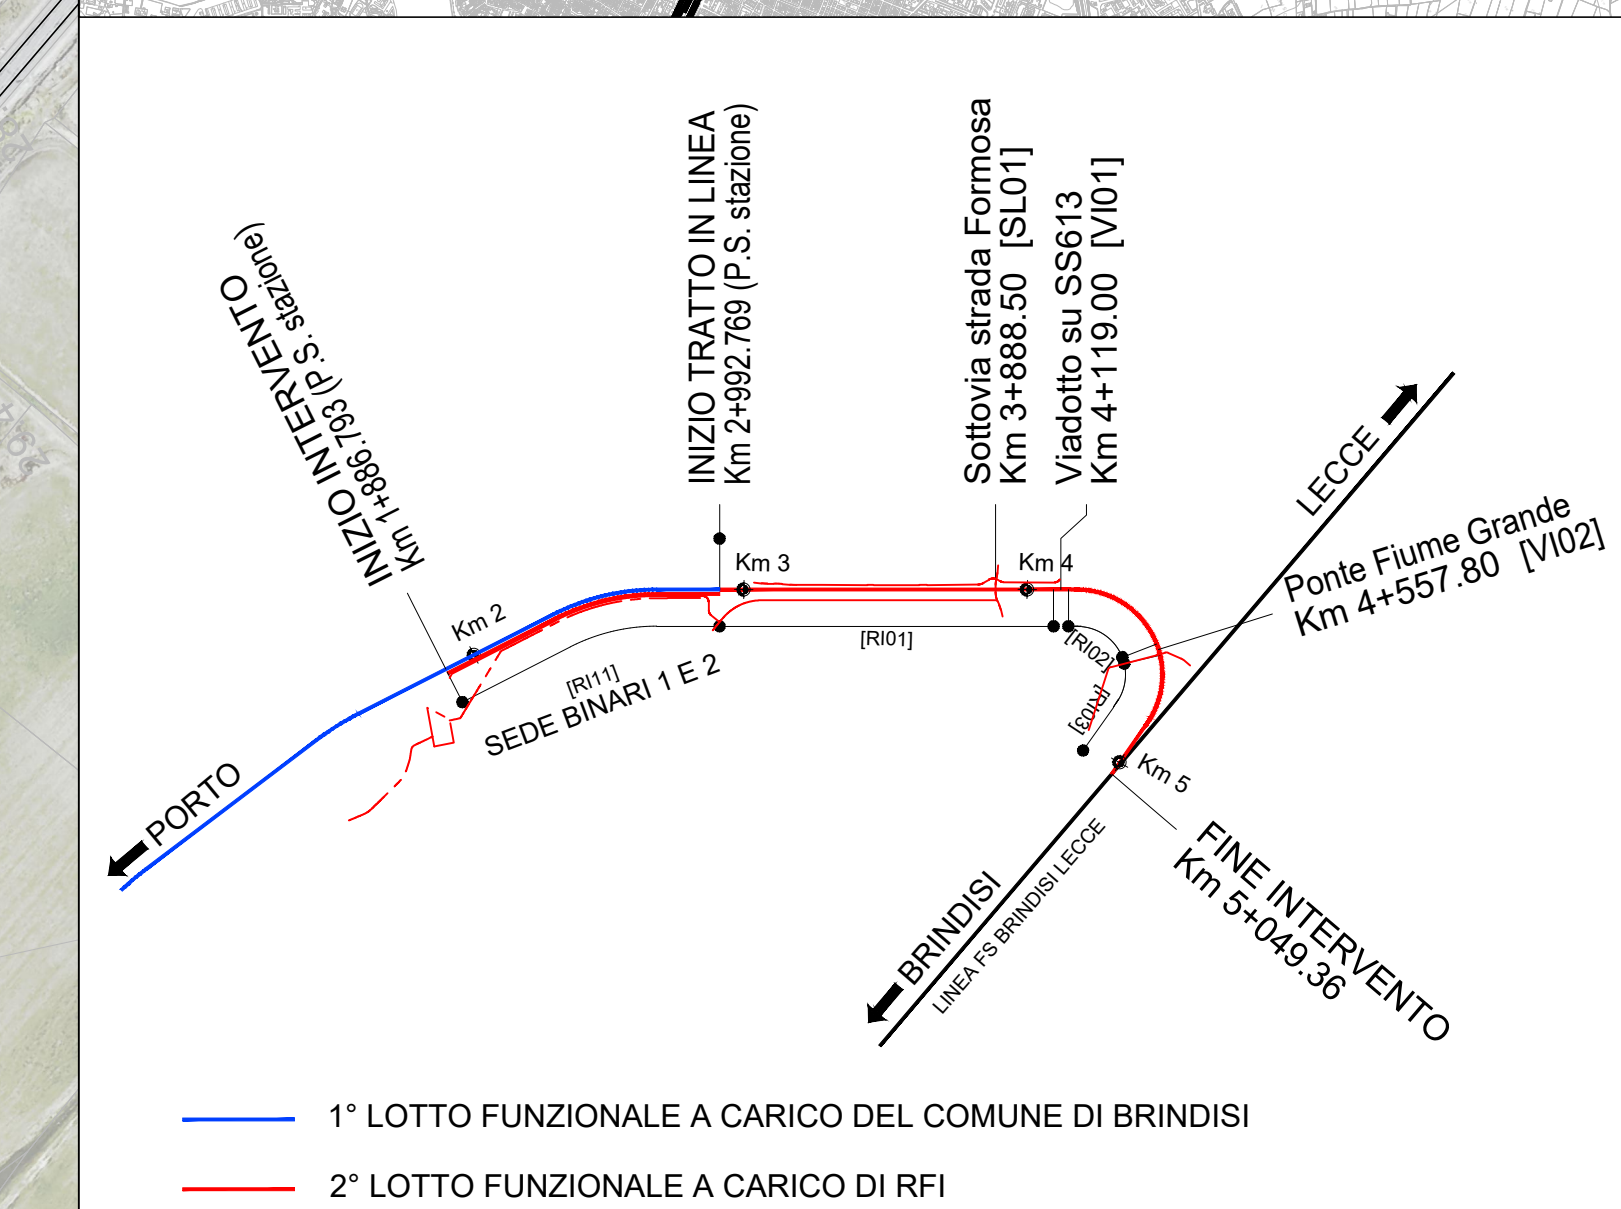 INIZIO INTERVENTO
Km 1+886.793 (P.S. stazione)
INIZIO TRATTO IN LINEA
Km 2+992.769 (P.S. stazione)
Sottovia strada Formosa
Km 3+888.50 [SL01]
Viadotto su SS613
Km 4+119.00 [VI01]
LECCE
Ponte Fiume Grande
Km 4+557.80 [VI02]
Km 2
Km 3
Km 4
[RI01]
[RI02]
[RI03]
[RI11]
SEDE BINARI 1 E 2
Km 5
PORTO
FINE INTERVENTO
Km 5+049.36
BRINDISI
LINEA FS BRINDISI LECCE
1° LOTTO FUNZIONALE A CARICO DEL COMUNE DI BRINDISI
2° LOTTO FUNZIONALE A CARICO DI RFI